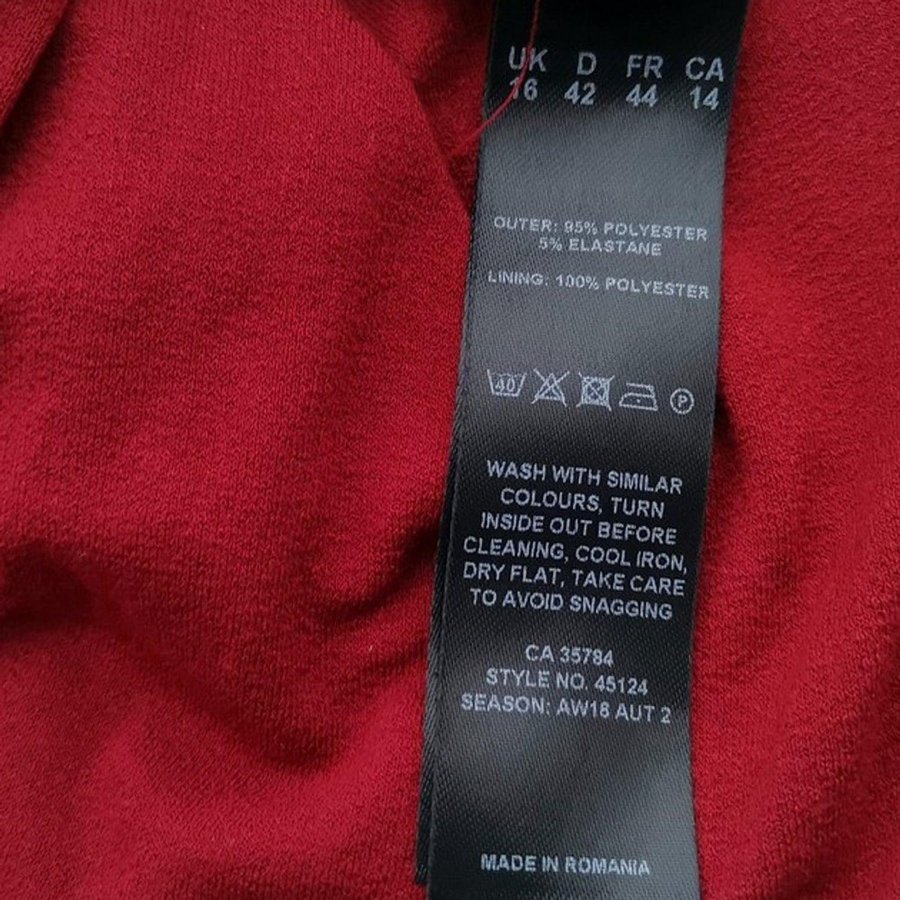 UK D FR CA
16 42 44 14
OUTER: 95% POLYESTER
5% ELASTANE
LINING: 100% POLYESTER
40 P
WASH WITH SIMILAR
COLOURS, TURN
INSIDE OUT BEFORE
CLEANING, COOL IRON,
DRY FLAT, TAKE CARE
TO AVOID SNAGGING
CA 35784
STYLE NO. 45124
SEASON: AW18 AUT 2
MADE IN ROMANIA